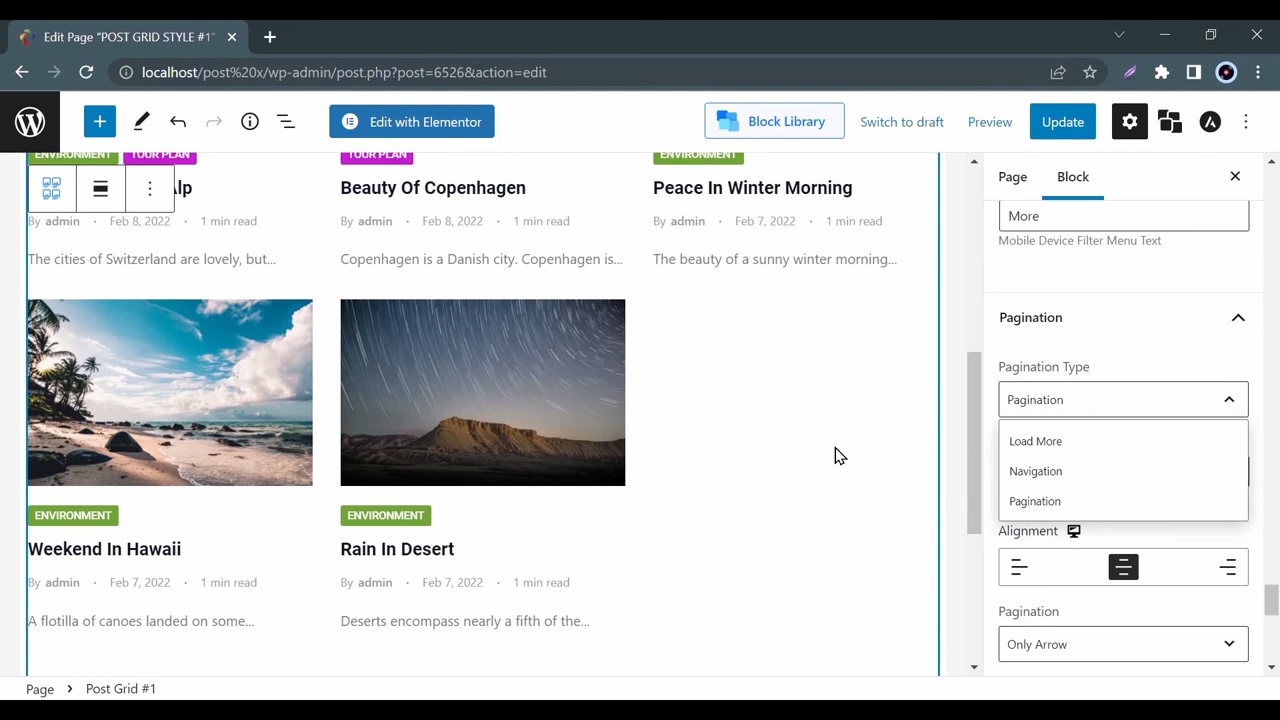 Edit Page "POST GRID STYLE #1"
localhost/post%20x/wp-admin/post.php?post=6526&action=edit
Edit with Elementor
Block Library
Switch to draft
Preview
Update
ENVIRONMENT TOUR PLAN
TOUR PLAN
ENVIRONMENT
Beauty Of Copenhagen
Peace In Winter Morning
By admin · Feb 8, 2022 · 1 min read
By admin · Feb 8, 2022 · 1 min read
By admin · Feb 7, 2022 · 1 min read
The cities of Switzerland are lovely, but...
Copenhagen is a Danish city. Copenhagen is...
The beauty of a sunny winter morning...
ENVIRONMENT
ENVIRONMENT
Weekend In Hawaii
Rain In Desert
By admin · Feb 7, 2022 · 1 min read
By admin · Feb 7, 2022 · 1 min read
A flotilla of canoes landed on some...
Deserts encompass nearly a fifth of the...
Page
Block
More
Mobile Device Filter Menu Text
Pagination
Pagination Type
Pagination
Load More
Navigation
Pagination
Alignment
Pagination
Only Arrow
Page > Post Grid #1